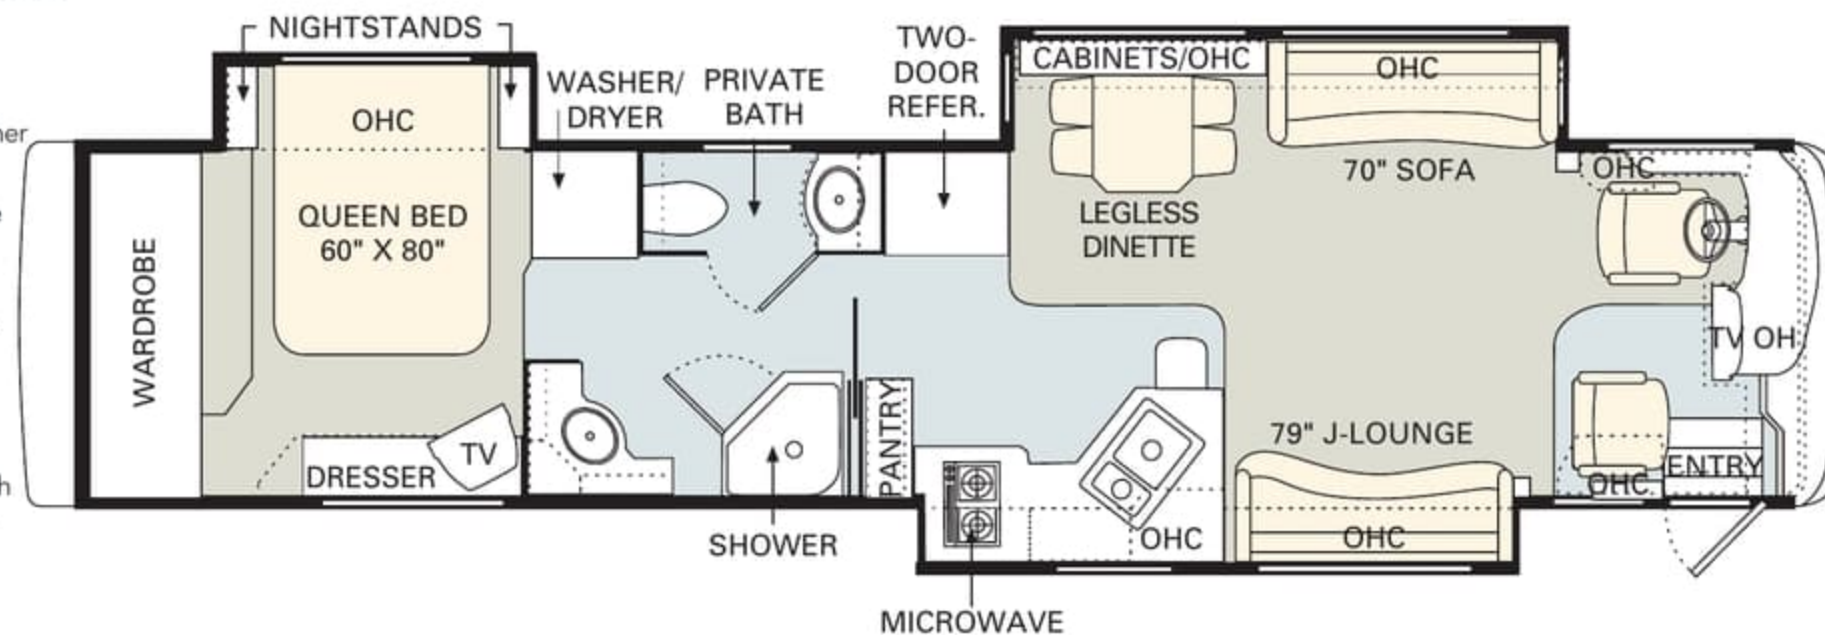 NIGHTSTANDS
TWO-
DOOR
REFER.
CABINETS/OHC
OHC
WASHER/
DRYER
PRIVATE
BATH
OHC
70" SOFA
OHC
QUEEN BED
60" X 80"
LEGLESS
DINETTE
WARDROBE
TV OH
PANTRY
79" J-LOUNGE
DRESSER
TV
ENTRY
OHC
SHOWER
OHC
OHC
MICROWAVE